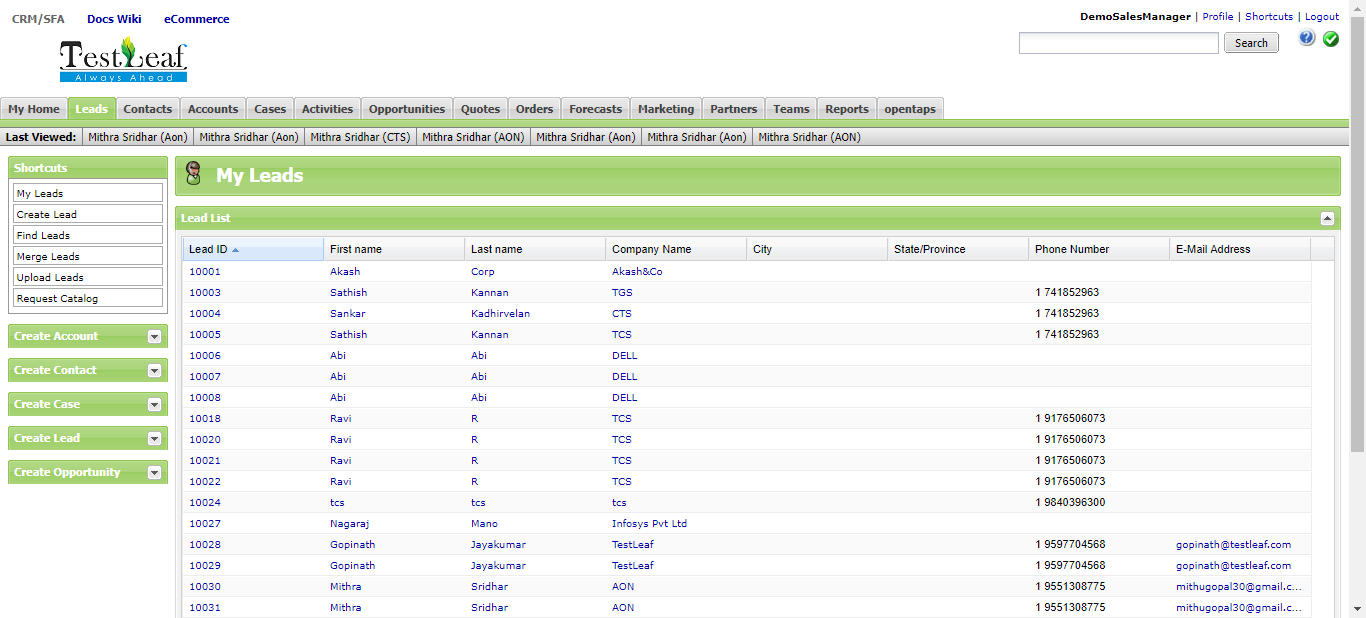 CRM/SFA Docs Wiki eCommerce
DemoSalesManager | Profile | Shortcuts | Logout
TestLeaf
Always Ahead
Search
My Home Leads Contacts Accounts Cases Activities Opportunities Quotes Orders Forecasts Marketing Partners Teams Reports opentaps
Last Viewed: Mithra Sridhar (Aon) Mithra Sridhar (Aon) Mithra Sridhar (CTS) Mithra Sridhar (AON) Mithra Sridhar (Aon) Mithra Sridhar (Aon) Mithra Sridhar (AON)
Shortcuts
My Leads
Create Lead
Find Leads
Merge Leads
Upload Leads
Request Catalog
Create Account
Create Contact
Create Case
Create Lead
Create Opportunity
My Leads
Lead List
Lead ID First name Last name Company Name City State/Province Phone Number E-Mail Address
10001 Akash Corp Akash&Co
10003 Sathish Kannan TGS 1 741852963
10004 Sankar Kadhirvelan CTS 1 741852963
10005 Sathish Kannan TCS 1 741852963
10006 Abi Abi DELL
10007 Abi Abi DELL
10008 Abi Abi DELL
10018 Ravi R TCS 1 9176506073
10020 Ravi R TCS 1 9176506073
10021 Ravi R TCS 1 9176506073
10022 Ravi R TCS 1 9176506073
10024 tcs tcs tcs 1 9840396300
10027 Nagaraj Mano Infosys Pvt Ltd
10028 Gopinath Jayakumar TestLeaf 1 9597704568 gopinath@testleaf.com
10029 Gopinath Jayakumar TestLeaf 1 9597704568 gopinath@testleaf.com
10030 Mithra Sridhar AON 1 9551308775 mithugopal30@gmail.c...
10031 Mithra Sridhar AON 1 9551308775 mithugopal30@gmail.c...